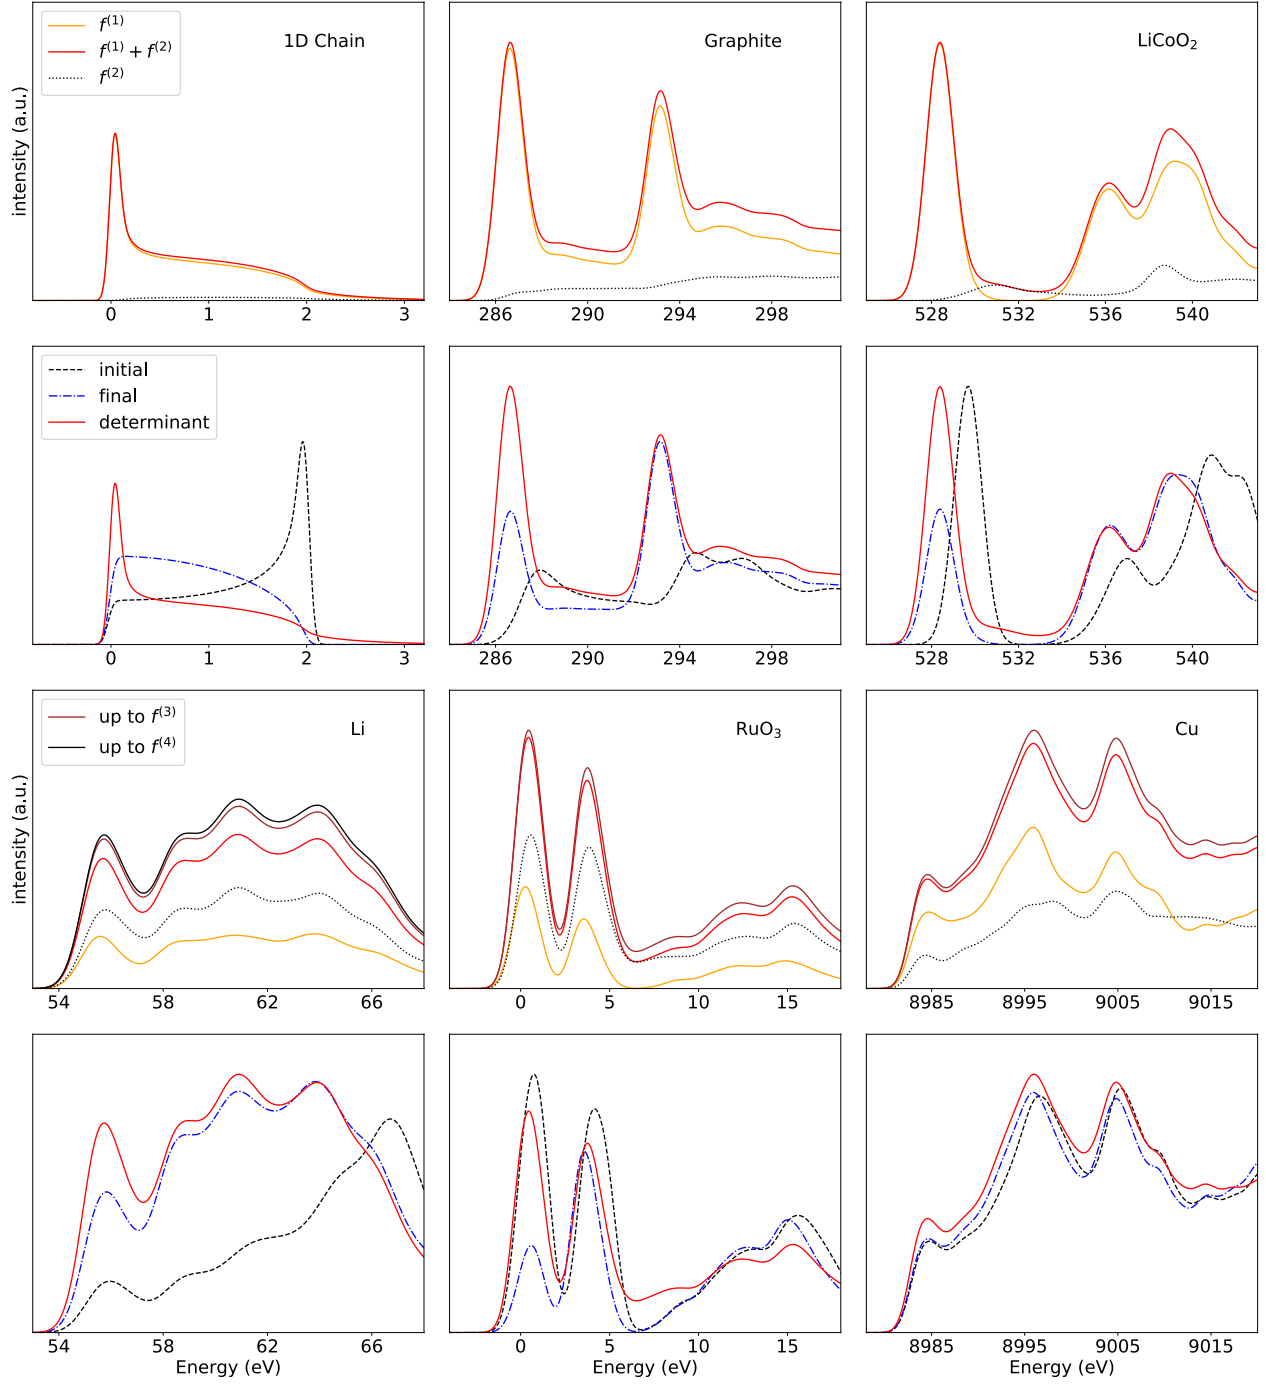 f(1)
f(1) + f(2)
f(2)
1D Chain
Graphite
LiCoO2
intensity (a.u.)
0 1 2 3
286 290 294 298
528 532 536 540
initial
final
determinant
0 1 2 3
286 290 294 298
528 532 536 540
up to f(3)
up to f(4)
Li
RuO3
Cu
intensity (a.u.)
54 58 62 66
0 5 10 15
8985 8995 9005 9015
54 58 62 66
0 5 10 15
8985 8995 9005 9015
Energy (eV)
Energy (eV)
Energy (eV)